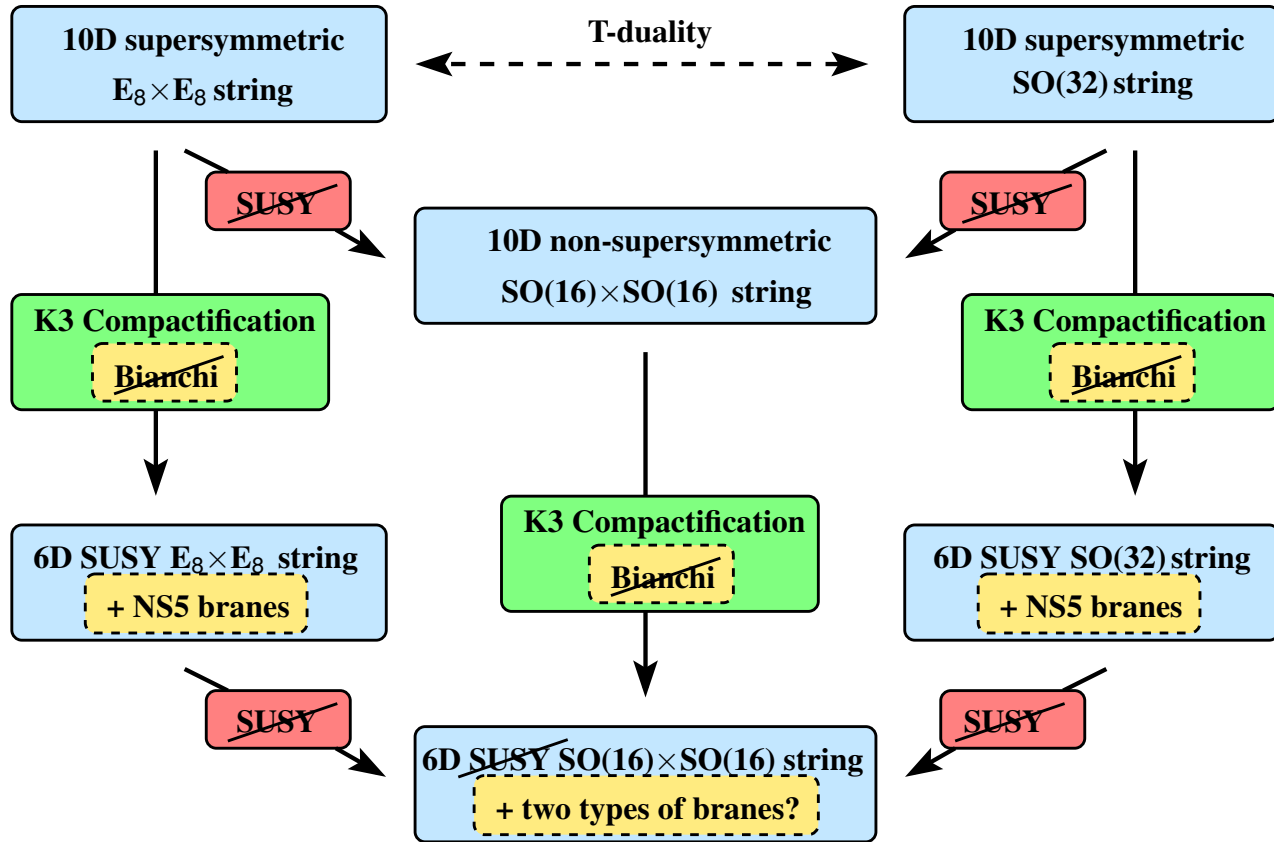 10D supersymmetric
E₈×E₈ string
T-duality
10D supersymmetric
SO(32) string
SUSY
SUSY
10D non-supersymmetric
SO(16)×SO(16) string
K3 Compactification
Bianchi
K3 Compactification
Bianchi
K3 Compactification
Bianchi
6D SUSY E₈×E₈ string
+ NS5 branes
6D SUSY SO(32) string
+ NS5 branes
SUSY
SUSY
6D SUSY SO(16)×SO(16) string
+ two types of branes?